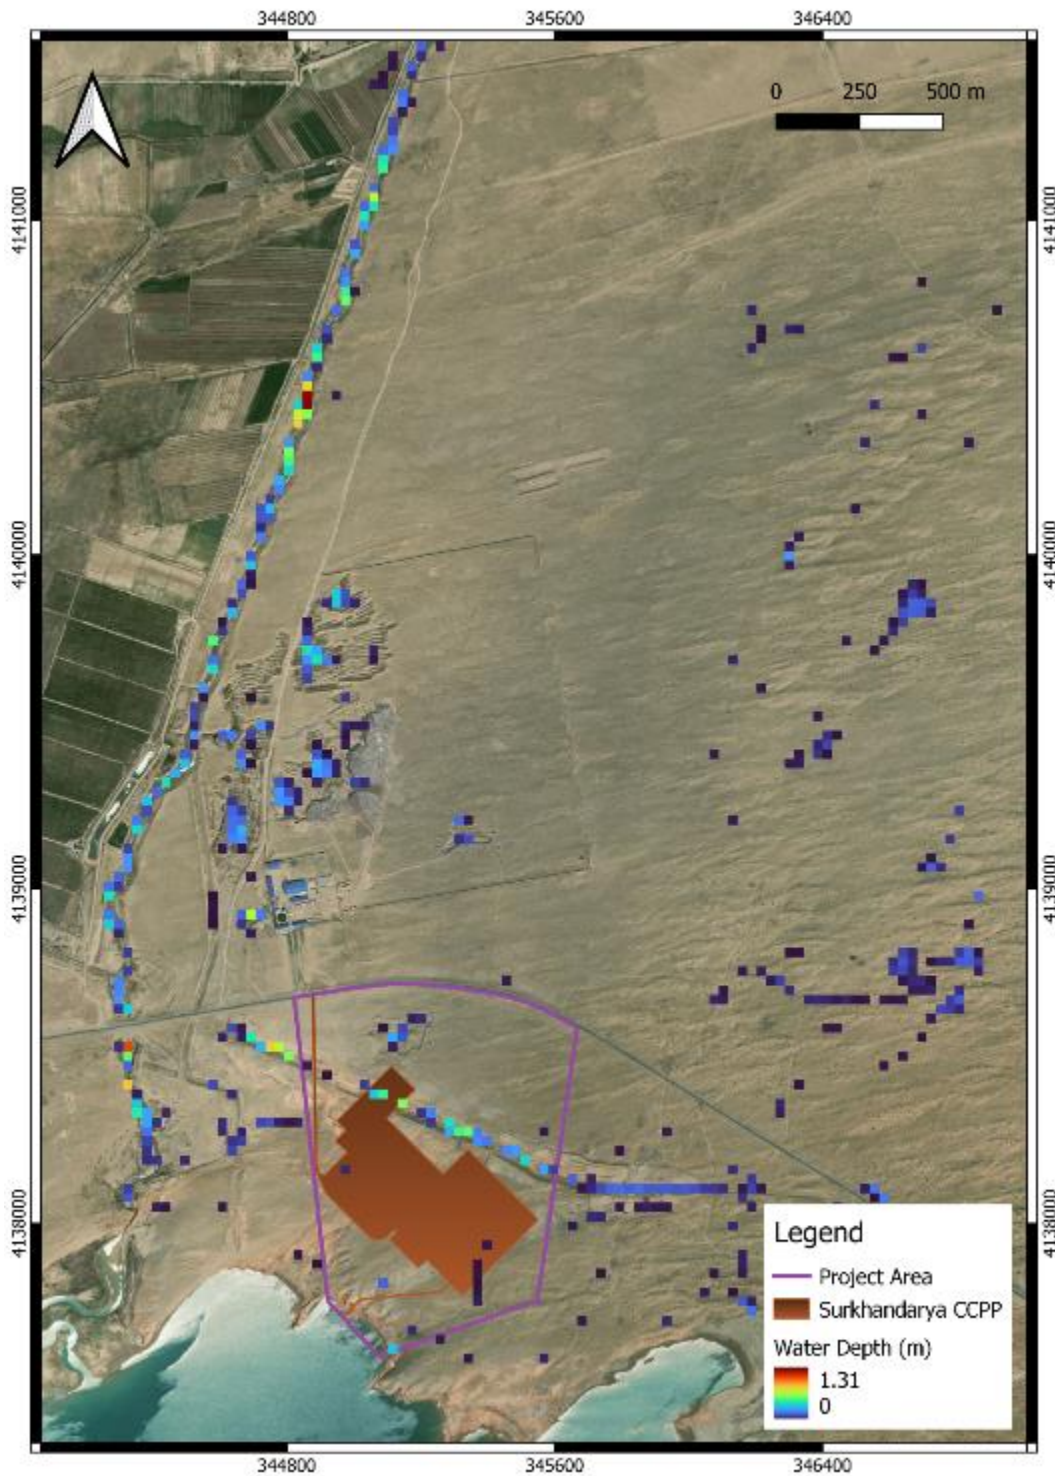 344800 345600 346400
0 250 500 m
4141000 4141000
4140000 4140000
4139000 4139000
4138000 4138000
Legend
Project Area
Surkhandarya CCPP
Water Depth (m)
1.31
0
344800 345600 346400